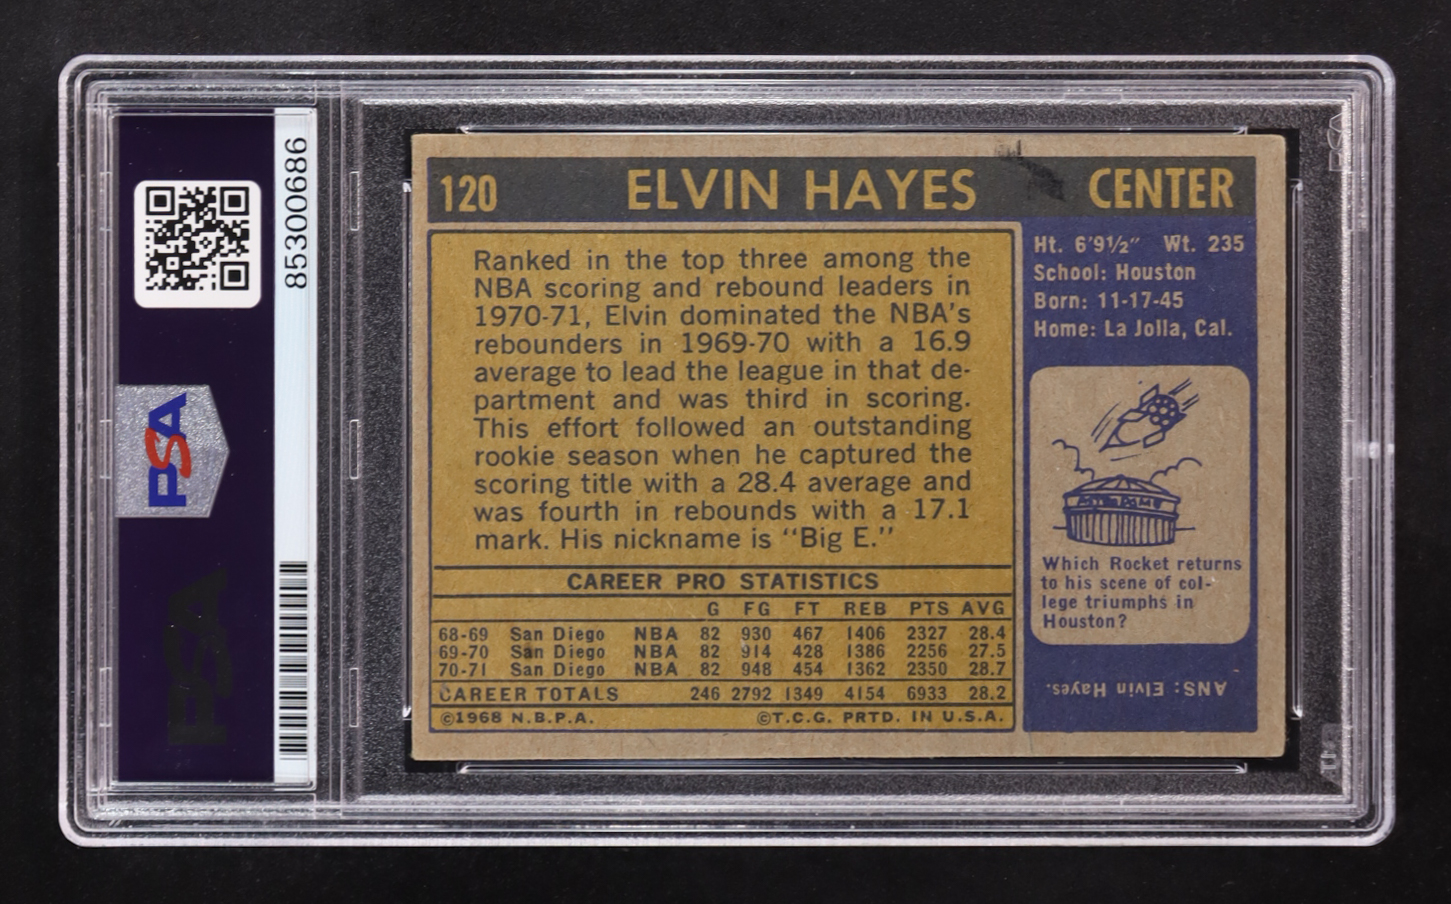 85300686
PSA
PSA
120 ELVIN HAYES CENTER
Ranked in the top three among the
NBA scoring and rebound leaders in
1970-71, Elvin dominated the NBA's
rebounders in 1969-70 with a 16.9
average to lead the league in that de-
partment and was third in scoring.
This effort followed an outstanding
rookie season when he captured the
scoring title with a 28.4 average and
was fourth in rebounds with a 17.1
mark. His nickname is “Big E.”
CAREER PRO STATISTICS
G FG FT REB PTS AVG
68-69 San Diego NBA 82 930 467 1406 2327 28.4
69-70 San Diego NBA 82 914 428 1386 2256 27.5
70-71 San Diego NBA 82 948 454 1362 2350 28.7
CAREER TOTALS 246 2792 1349 4154 6933 28.2
©1968 N.B.P.A. ©T.C.G. PRTD. IN U.S.A.
Ht. 6'9½" Wt. 235
School: Houston
Born: 11-17-45
Home: La Jolla, Cal.
Which Rocket returns
to his scene of col-
lege triumphs in
Houston?
ANS: Elvin Hayes.